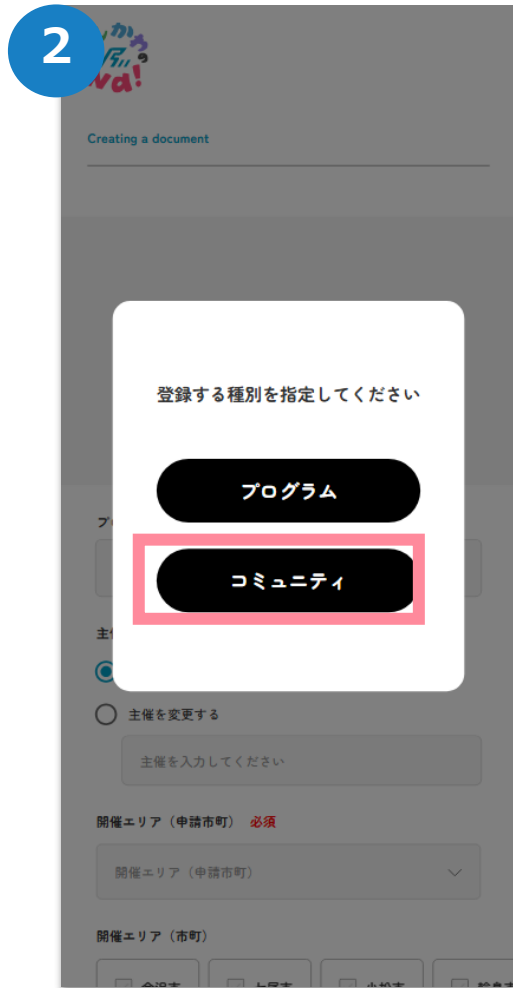 2
Creating a document
登録する種別を指定してください
プログラム
コミュニティ
主催を変更する
主催を入力してください
開催エリア（申請市町） 必須
開催エリア（申請市町）
開催エリア（市町）